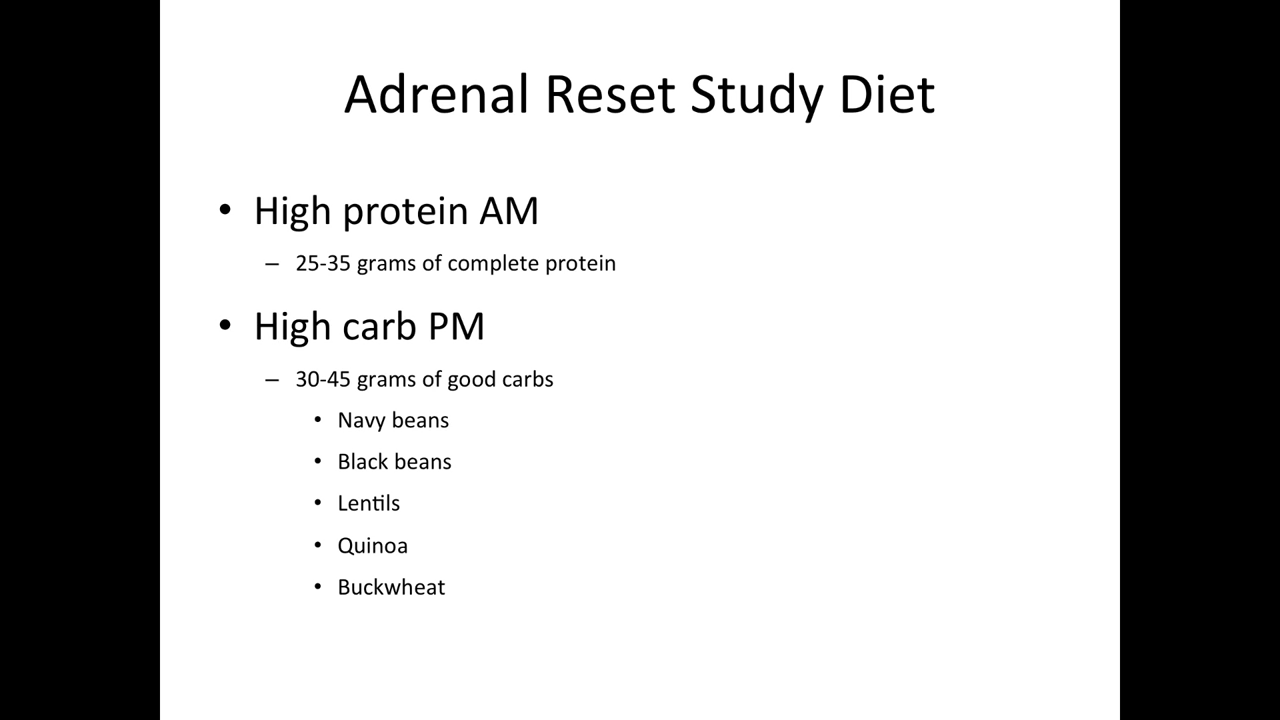 Adrenal Reset Study Diet
• High protein AM
– 25-35 grams of complete protein
• High carb PM
– 30-45 grams of good carbs
• Navy beans
• Black beans
• Lentils
• Quinoa
• Buckwheat